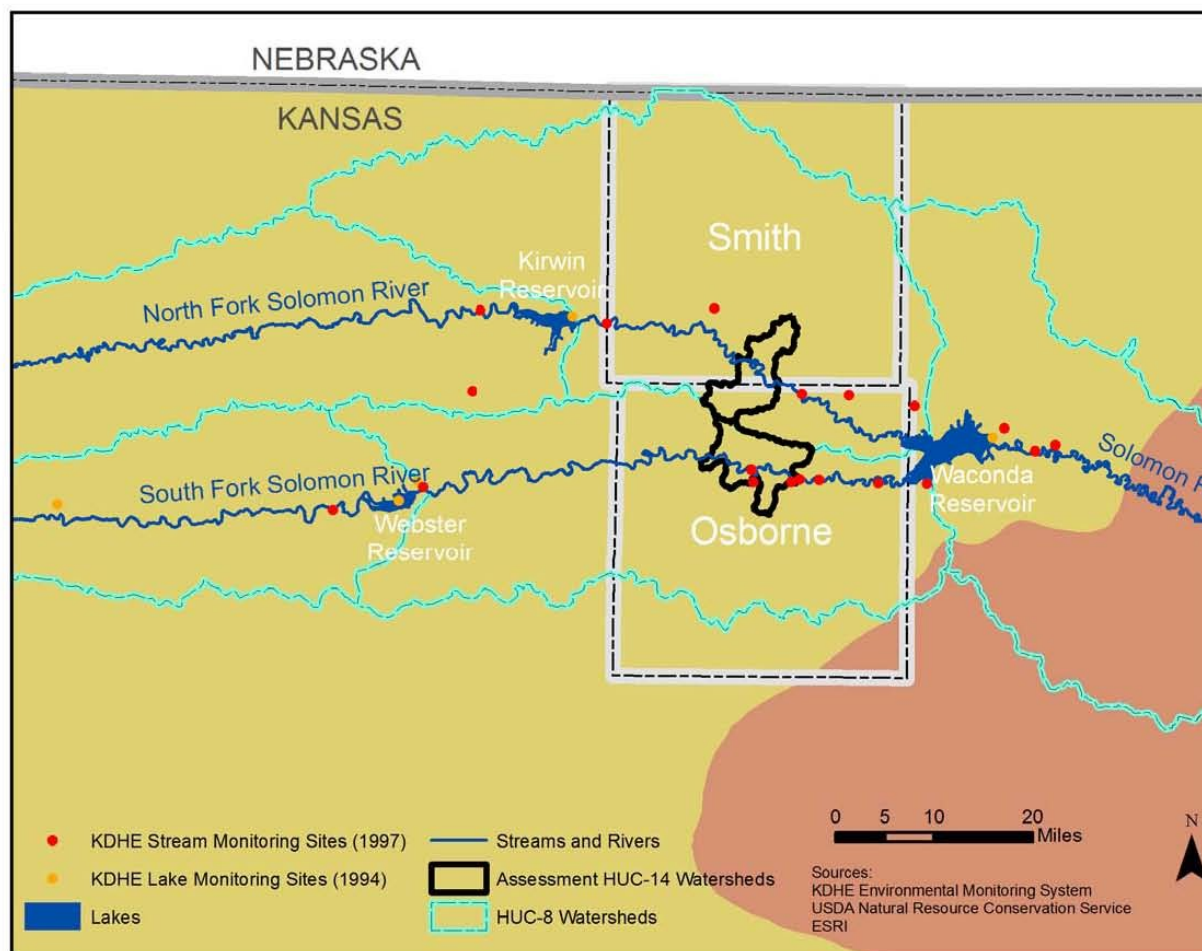 NEBRASKA
KANSAS
Smith
Kirwin
Reservoir
North Fork Solomon River
South Fork Solomon River
Webster
Reservoir
Osborne
Waconda
Reservoir
Solomon R
KDHE Stream Monitoring Sites (1997)
KDHE Lake Monitoring Sites (1994)
Lakes
Streams and Rivers
Assessment HUC-14 Watersheds
HUC-8 Watersheds
0 5 10 20
Miles
Sources:
KDHE Environmental Monitoring System
USDA Natural Resource Conservation Service
ESRI
N